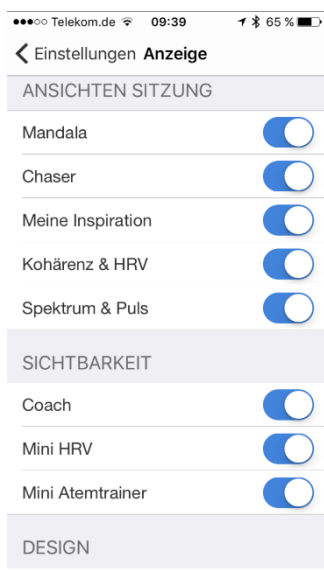 Telekom.de 09:39 65 %
Einstellungen Anzeige
ANSICHTEN SITZUNG
Mandala
Chaser
Meine Inspiration
Kohärenz & HRV
Spektrum & Puls
SICHTBARKEIT
Coach
Mini HRV
Mini Atemtrainer
DESIGN